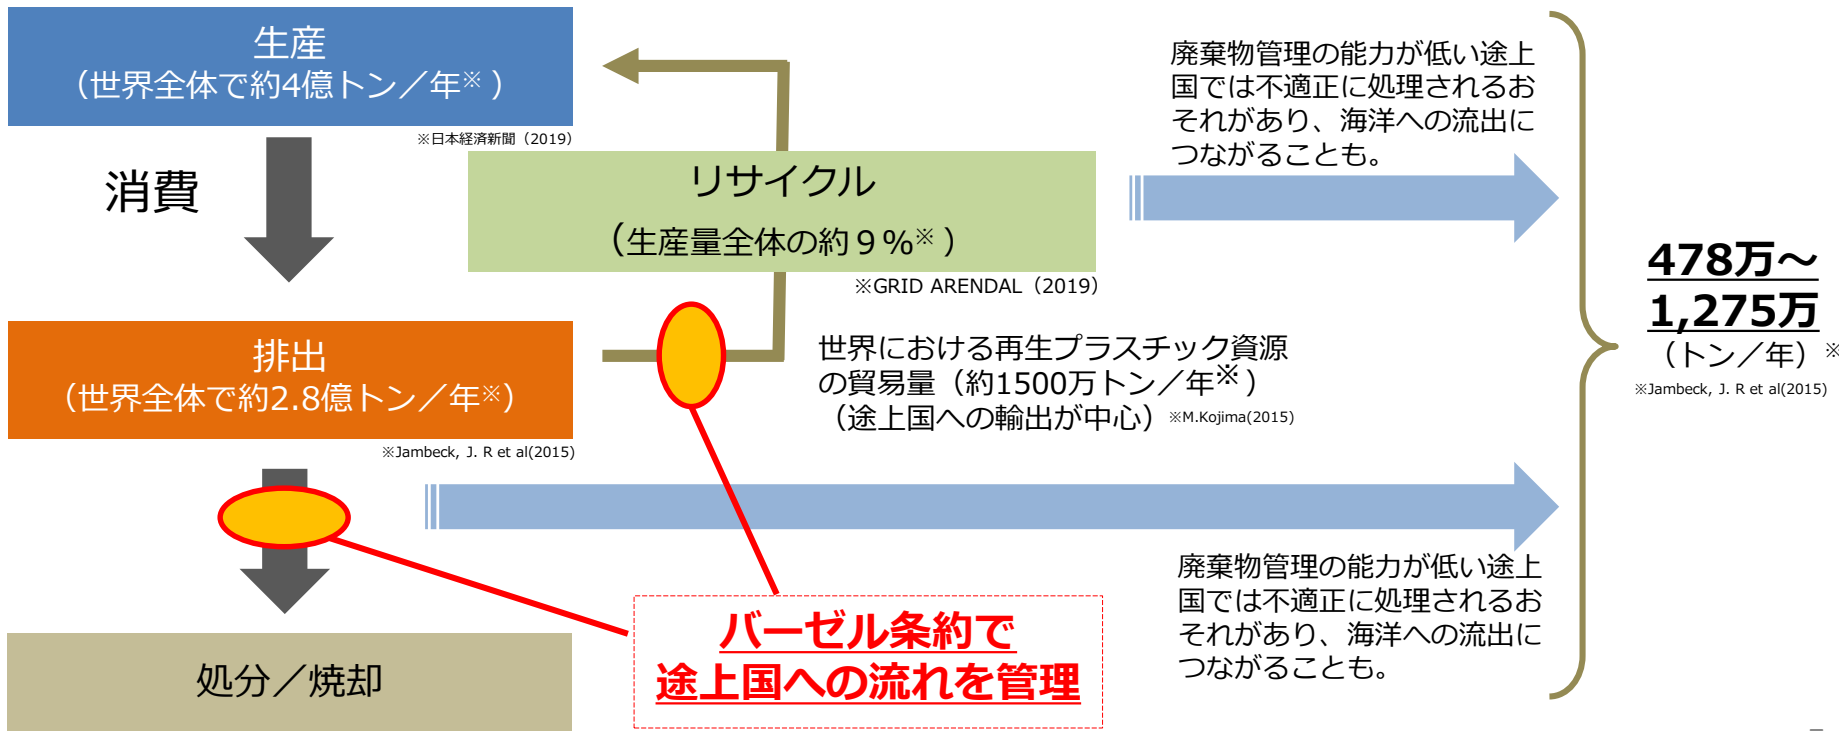 生産
（世界全体で約4億トン／年※）
※日本経済新聞（2019）
消費
リサイクル
（生産量全体の約９%※）
※GRID ARENDAL（2019）
排出
（世界全体で約2.8億トン／年※）
※Jambeck, J. R et al(2015)
世界における再生プラスチック資源
の貿易量（約1500万トン／年※）
（途上国への輸出が中心）※M.Kojima(2015)
処分／焼却
バーゼル条約で
途上国への流れを管理
廃棄物管理の能力が低い途上
国では不適正に処理されるお
それがあり、海洋への流出に
つながることも。
廃棄物管理の能力が低い途上
国では不適正に処理されるお
それがあり、海洋への流出に
つながることも。
478万～
1,275万
（トン／年）※
※Jambeck, J. R et al(2015)